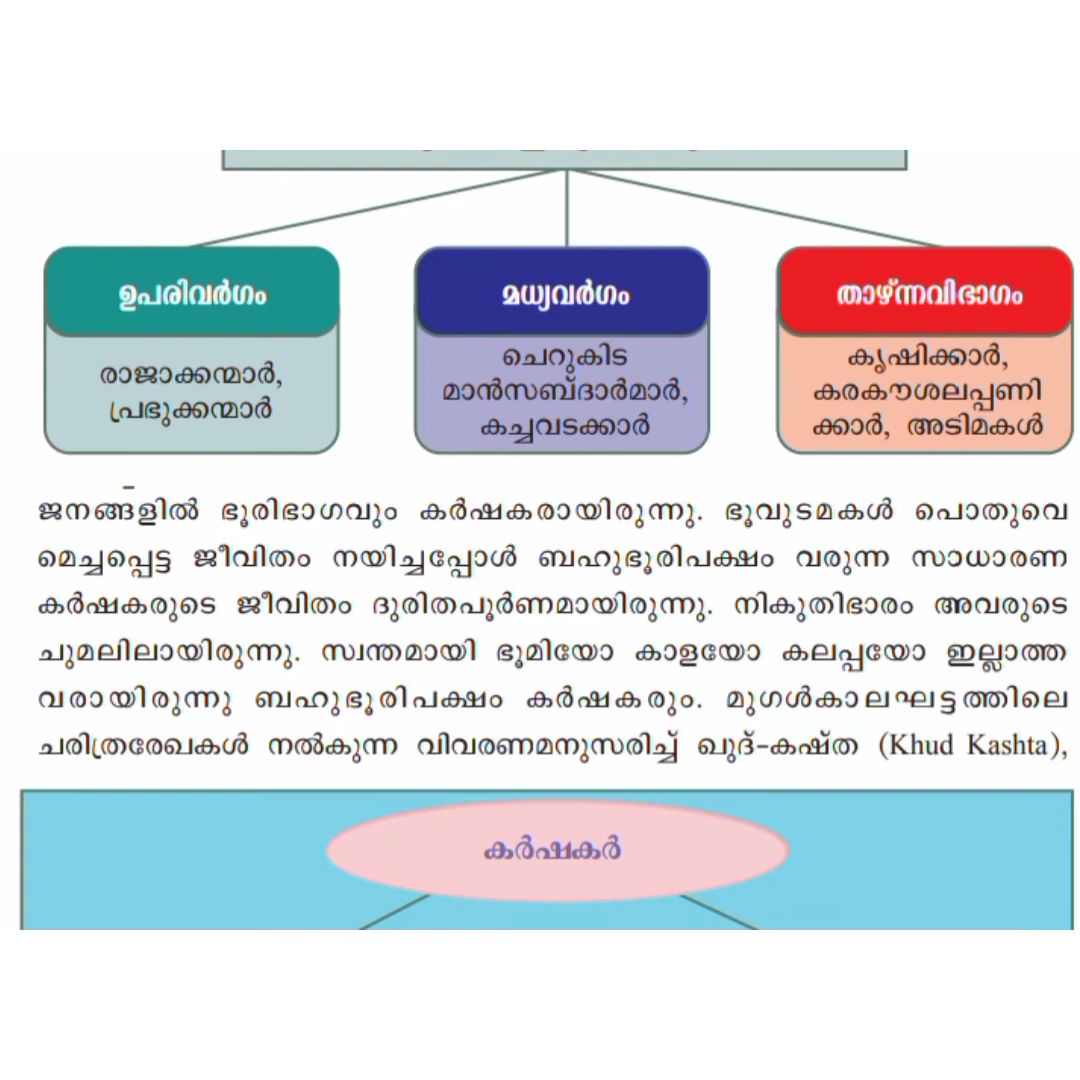 ഉപരിവർഗം
രാജാക്കന്മാർ,
പ്രഭുക്കന്മാർ
മധ്യവർഗം
ചെറുകിട
മാൻസബ്ദാർമാർ,
കച്ചവടക്കാർ
താഴ്ന്നവിഭാഗം
കൃഷിക്കാർ,
കരകൗശലപ്പണി
ക്കാർ, അടിമകൾ
ജനങ്ങളിൽ ഭൂരിഭാഗവും കർഷകരായിരുന്നു. ഭൂവുടമകൾ പൊതുവെ
മെച്ചപ്പെട്ട ജീവിതം നയിച്ചപ്പോൾ ബഹുഭൂരിപക്ഷം വരുന്ന സാധാരണ
കർഷകരുടെ ജീവിതം ദുരിതപൂർണമായിരുന്നു. നികുതിഭാരം അവരുടെ
ചുമലിലായിരുന്നു. സ്വന്തമായി ഭൂമിയോ കാളയോ കലപ്പയോ ഇല്ലാത്ത
വരായിരുന്നു ബഹുഭൂരിപക്ഷം കർഷകരും. മുഗൾകാലഘട്ടത്തിലെ
ചരിത്രരേഖകൾ നൽകുന്ന വിവരണമനുസരിച്ച് ഖുദ്-കഷ്ത (Khud Kashta),
കർഷകർ